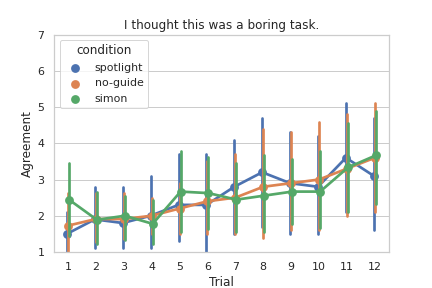 I thought this was a boring task.
7
6
5
4
3
2
1
Agreement
condition
spotlight
no-guide
simon
1 2 3 4 5 6 7 8 9 10 11 12
Trial